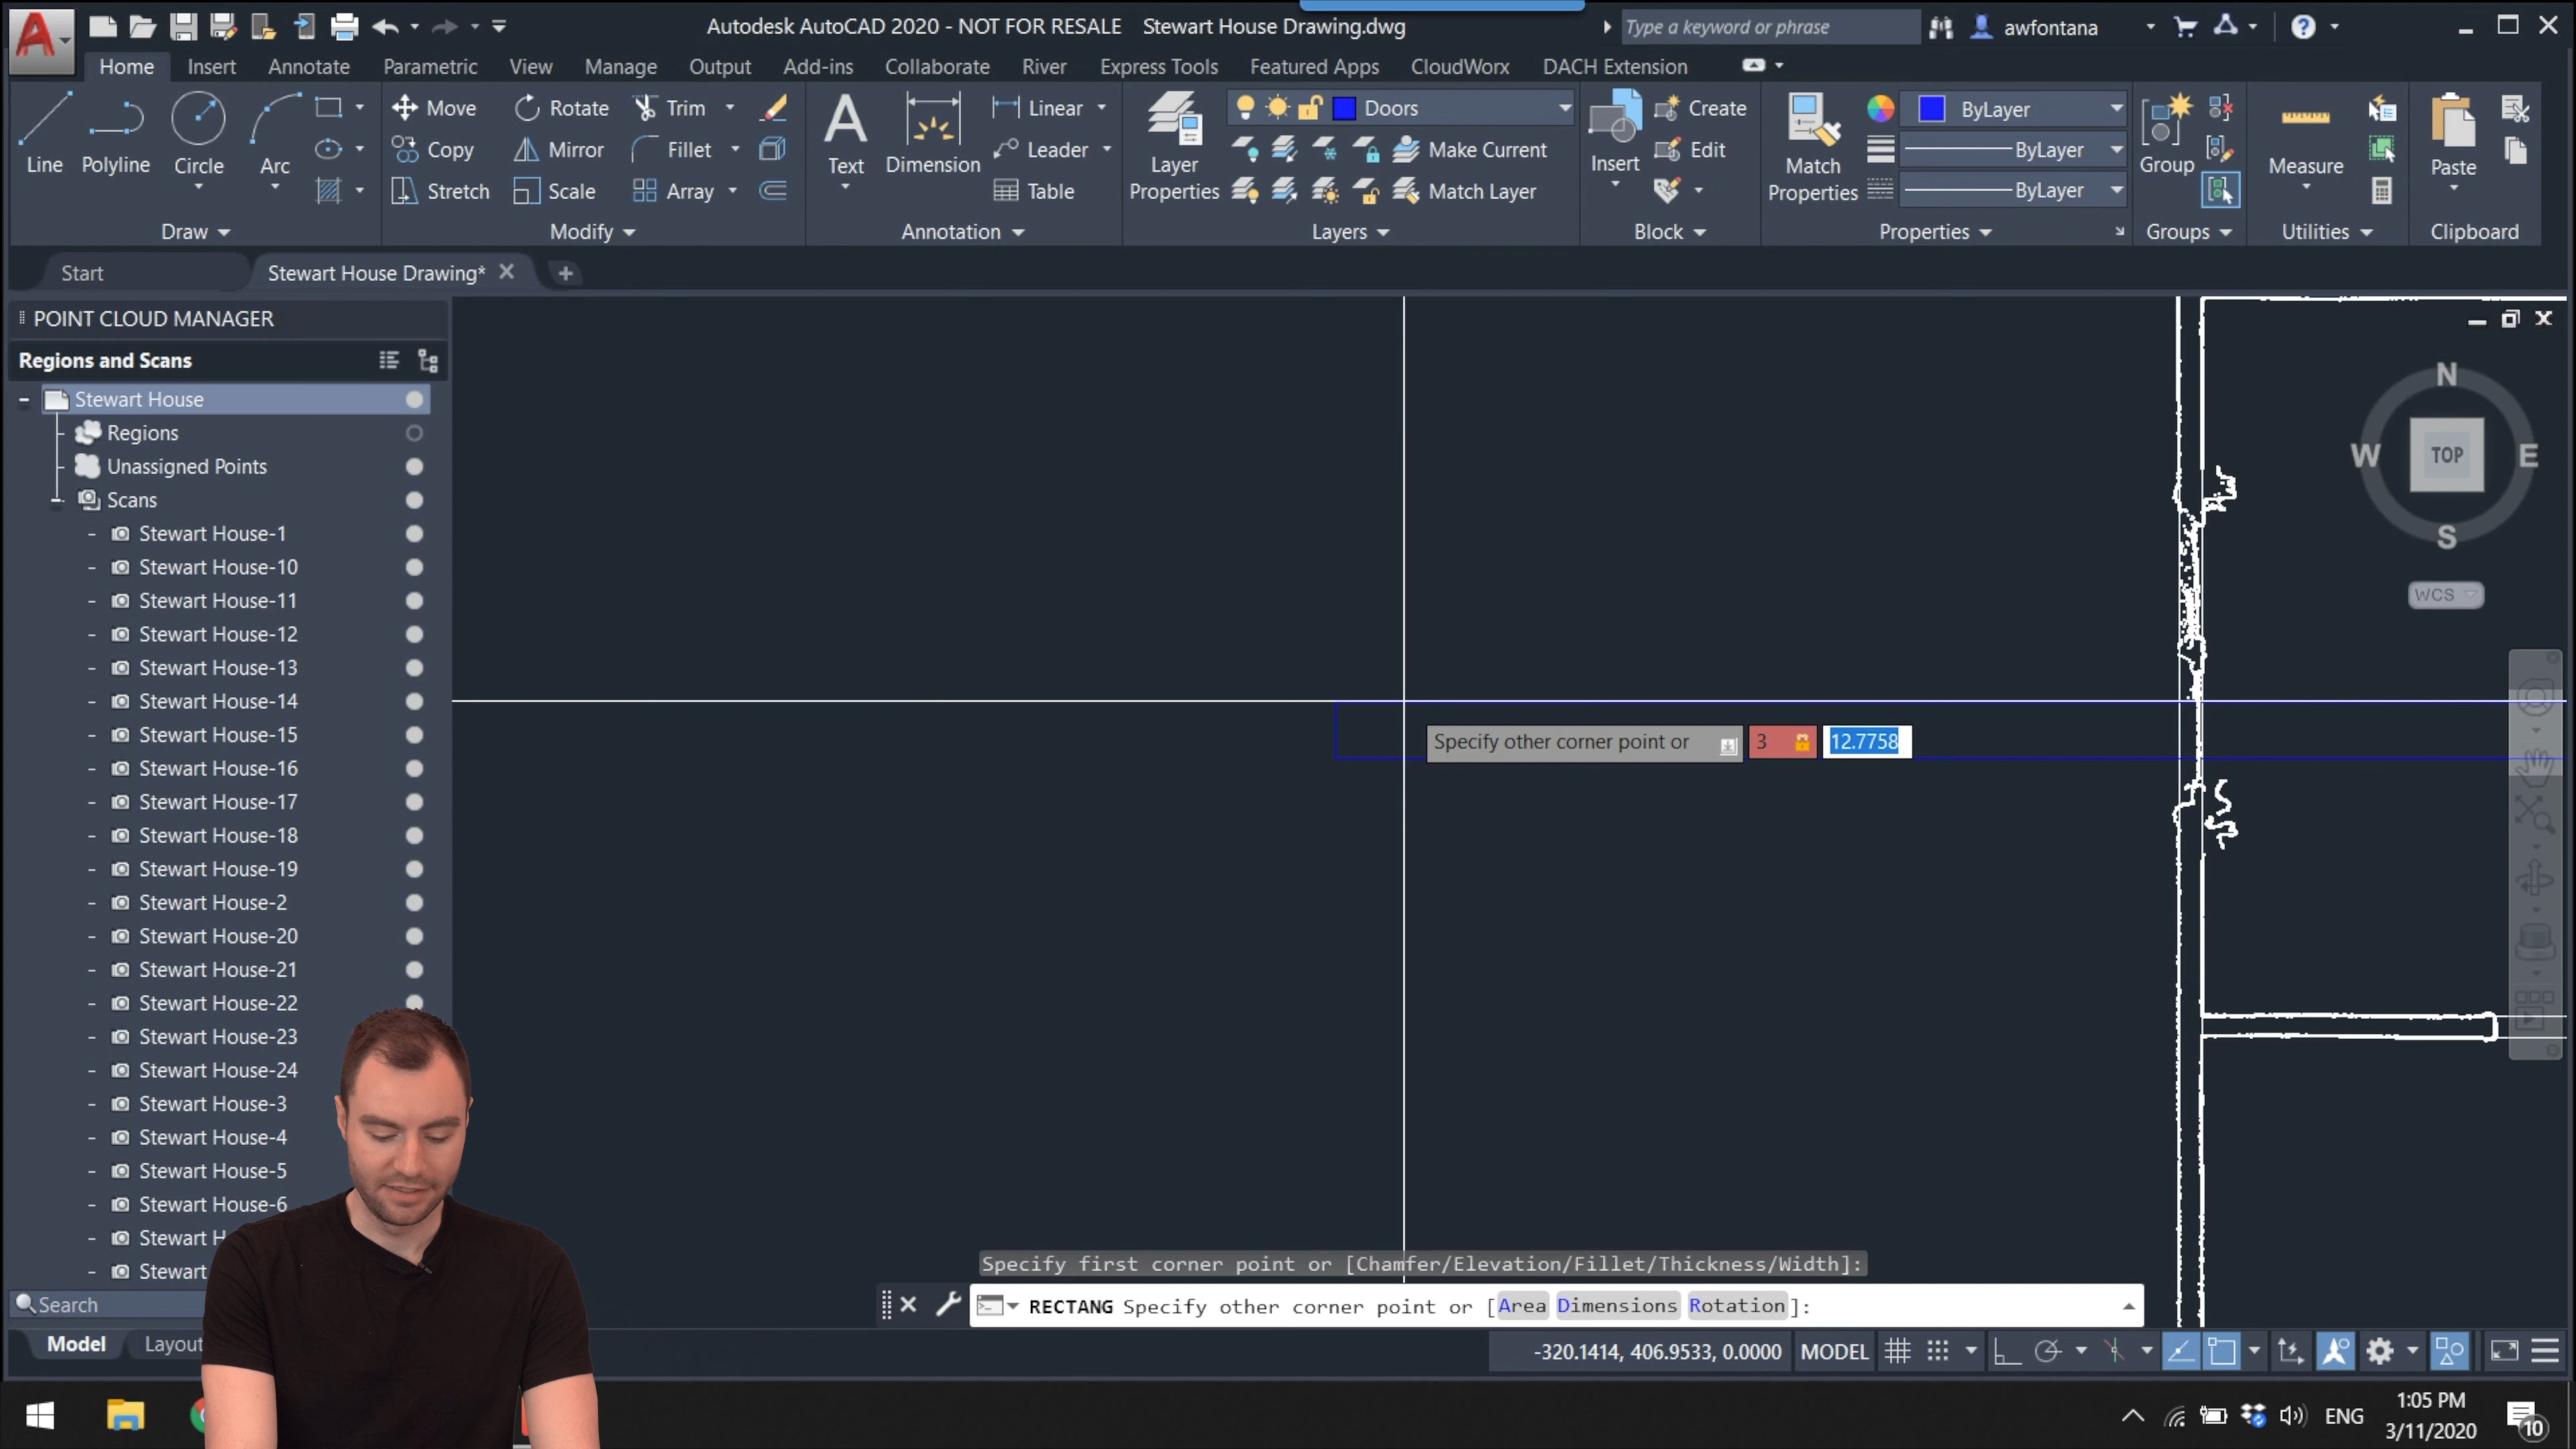 Autodesk AutoCAD 2020 - NOT FOR RESALE Stewart House Drawing.dwg
Type a keyword or phrase
awfontana
Home Insert Annotate Parametric View Manage Output Add-ins Collaborate River Express Tools Featured Apps CloudWorx DACH Extension
Line Polyline Circle Arc
Move Rotate Trim
Copy Mirror Fillet
Stretch Scale Array
Text Dimension
Linear
Leader
Table
Layer Properties
Doors
Make Current
Match Layer
Insert
Create
Edit
Match Properties
ByLayer
ByLayer
ByLayer
Group
Measure
Paste
Draw Modify Annotation Layers Block Properties Groups Utilities Clipboard
Start Stewart House Drawing*
POINT CLOUD MANAGER
Regions and Scans
Stewart House
Regions
Unassigned Points
Scans
Stewart House-1
Stewart House-10
Stewart House-11
Stewart House-12
Stewart House-13
Stewart House-14
Stewart House-15
Stewart House-16
Stewart House-17
Stewart House-18
Stewart House-19
Stewart House-2
Stewart House-20
Stewart House-21
Stewart House-22
Stewart House-23
Stewart House-24
Stewart House-3
Stewart House-4
Stewart House-5
Stewart House-6
Stewart H
Stewart
Search
Model Layout
N
W TOP E
S
WCS
Specify other corner point or 3 12.7758
Specify first corner point or [Chamfer/Elevation/Fillet/Thickness/Width]:
RECTANG Specify other corner point or [Area Dimensions Rotation]:
-320.1414, 406.9533, 0.0000 MODEL
ENG
1:05 PM
3/11/2020
10